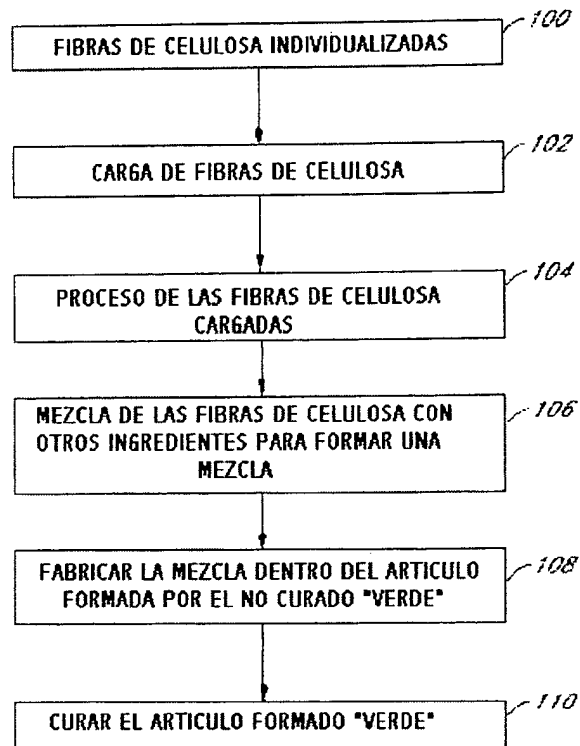 100
FIBRAS DE CELULOSA INDIVIDUALIZADAS
102
CARGA DE FIBRAS DE CELULOSA
104
PROCESO DE LAS FIBRAS DE CELULOSA
CARGADAS
106
MEZCLA DE LAS FIBRAS DE CELULOSA CON
OTROS INGREDIENTES PARA FORMAR UNA
MEZCLA
108
FABRICAR LA MEZCLA DENTRO DEL ARTICULO
FORMADA POR EL NO CURADO "VERDE"
110
CURAR EL ARTICULO FORMADO "VERDE"